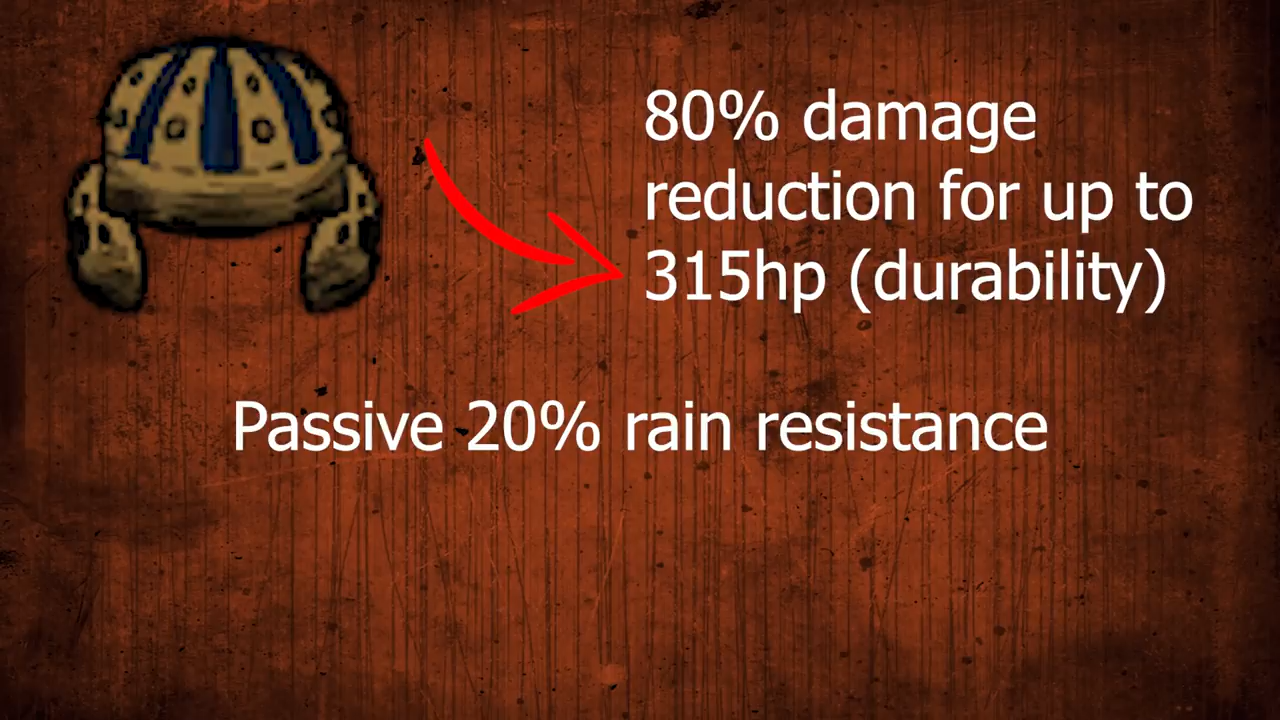 80% damage
reduction for up to
315hp (durability)
Passive 20% rain resistance